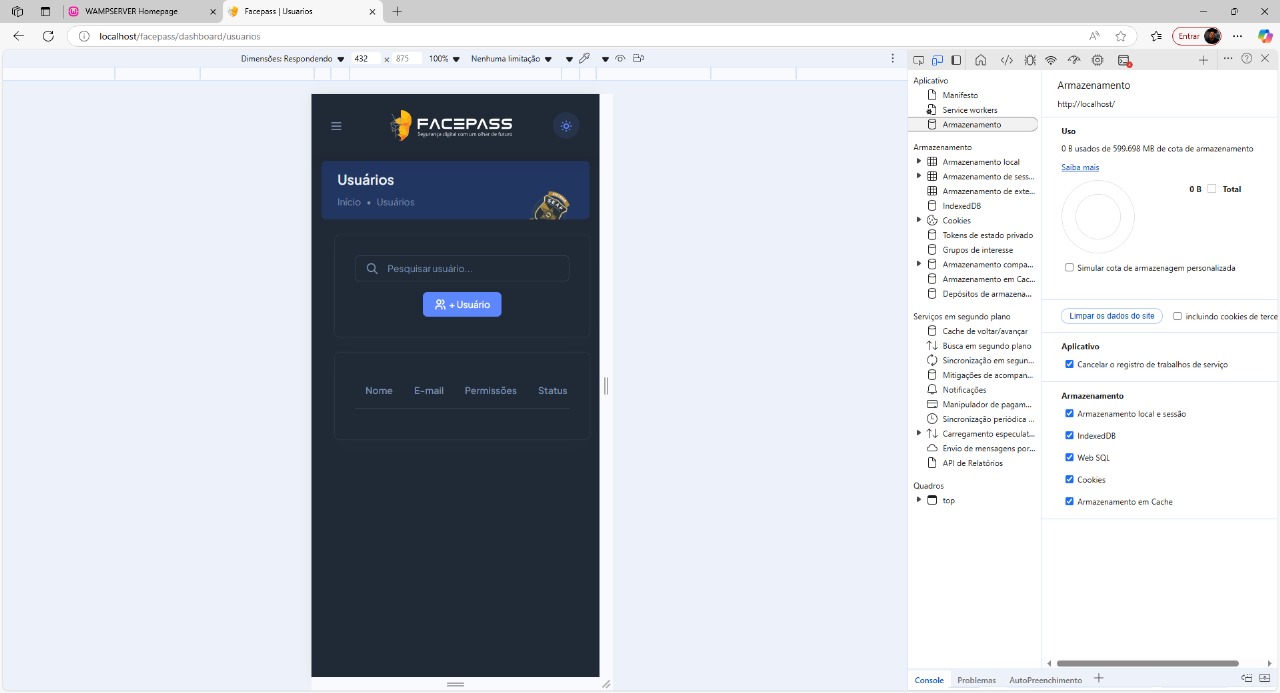 WAMPSERVER Homepage
Facepass | Usuarios
localhost/facepass/dashboard/usuarios
Entrar
Dimensões: Respondendo
432 × 875
100%
Nenhuma limitação
FACEPASS
Segurança digital com um olhar de futuro
Usuários
Início • Usuários
SEAP
Pesquisar usuário...
+ Usuário
Nome E-mail Permissões Status
Aplicativo
Manifesto
Service workers
Armazenamento
Armazenamento
Armazenamento local
Armazenamento de sess...
Armazenamento de exte...
IndexedDB
Cookies
Tokens de estado privado
Grupos de interesse
Armazenamento compa...
Armazenamento em Cac...
Depósitos de armazena...
Serviços em segundo plano
Cache de voltar/avançar
Busca em segundo plano
Sincronização em segun...
Mitigações de acompan...
Notificações
Manipulador de pagam...
Sincronização periódica ...
Carregamento especulat...
Envio de mensagens por...
API de Relatórios
Quadros
top
Armazenamento
http://localhost/
Uso
0 B usados de 599.698 MB de cota de armazenamento
Saiba mais
0 B Total
Simular cota de armazenagem personalizada
Limpar os dados do site
incluindo cookies de terce
Aplicativo
Cancelar o registro de trabalhos de serviço
Armazenamento
Armazenamento local e sessão
IndexedDB
Web SQL
Cookies
Armazenamento em Cache
Console Problemas AutoPreenchimento